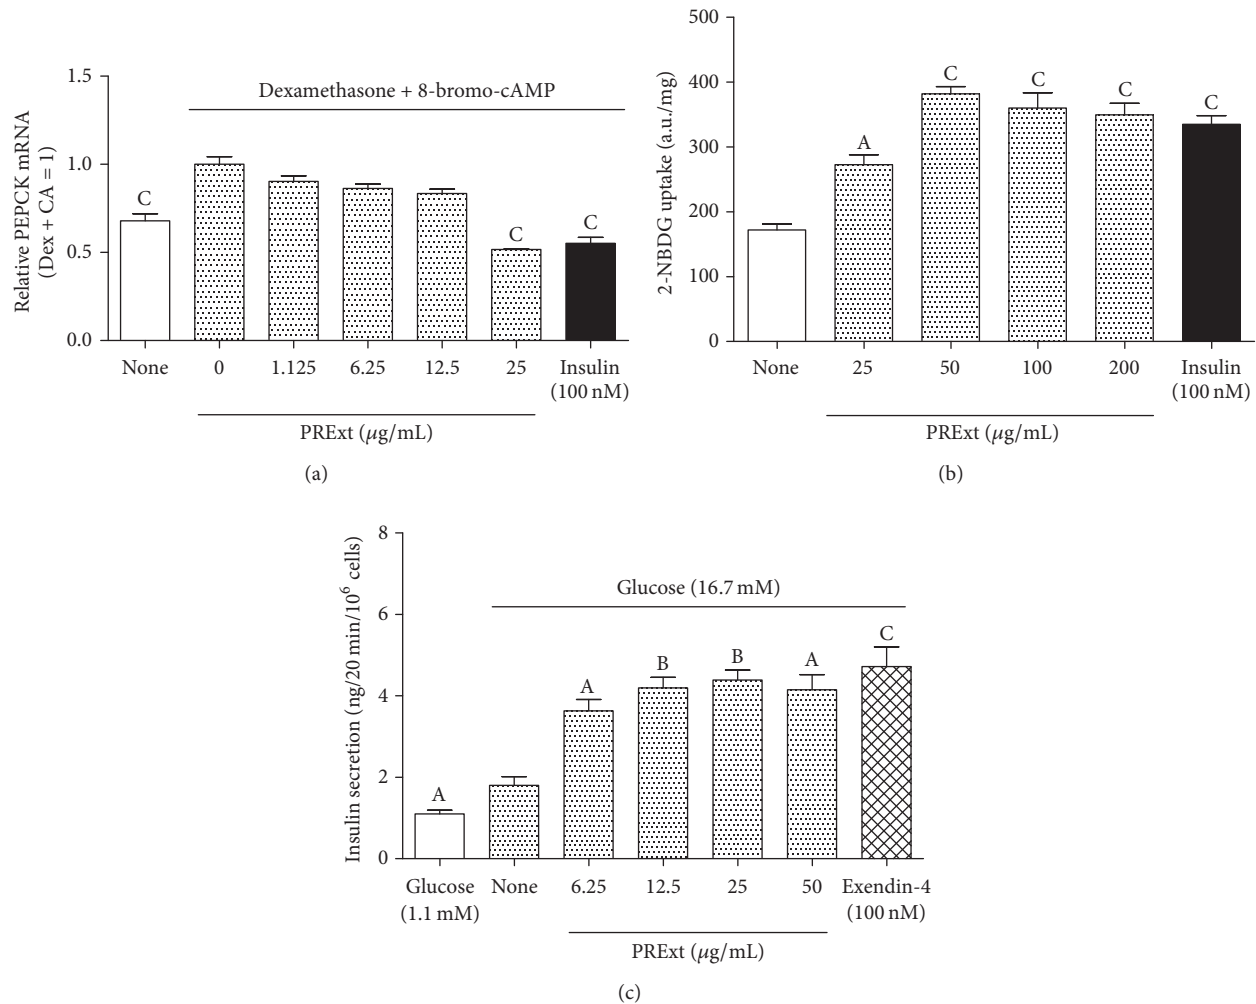 Relative PEPCK mRNA
(Dex + CA = 1)
1.5
1.0
0.5
0.0
Dexamethasone + 8-bromo-cAMP
C
C
C
None
0
1.125
6.25
12.5
25
Insulin
(100 nM)
PRExt (μg/mL)
(a)
2-NBDG uptake (a.u./mg)
500
400
300
200
100
0
A
C
C
C
C
None
25
50
100
200
Insulin
(100 nM)
PRExt (μg/mL)
(b)
Insulin secretion (ng/20 min/10⁶ cells)
8
6
4
2
0
Glucose (16.7 mM)
A
A
B
B
A
C
Glucose
(1.1 mM)
None
6.25
12.5
25
50
Exendin-4
(100 nM)
PRExt (μg/mL)
(c)